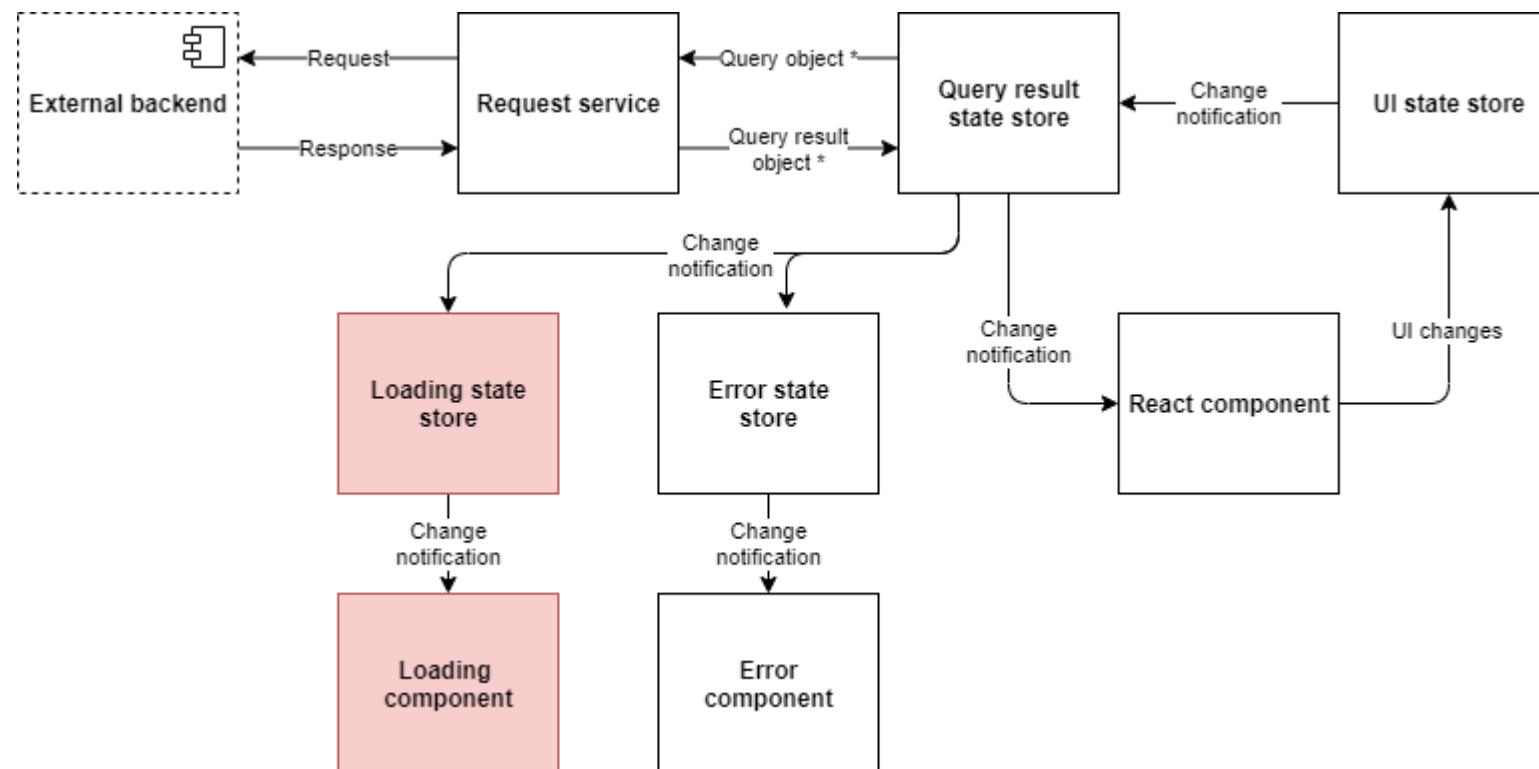 Request
Query object *
External backend
Request service
Query result
state store
Change
notification
UI state store
Response
Query result
object *
Change
notification
Change
notification
UI changes
Loading state
store
Error state
store
React component
Change
notification
Change
notification
Loading
component
Error
component